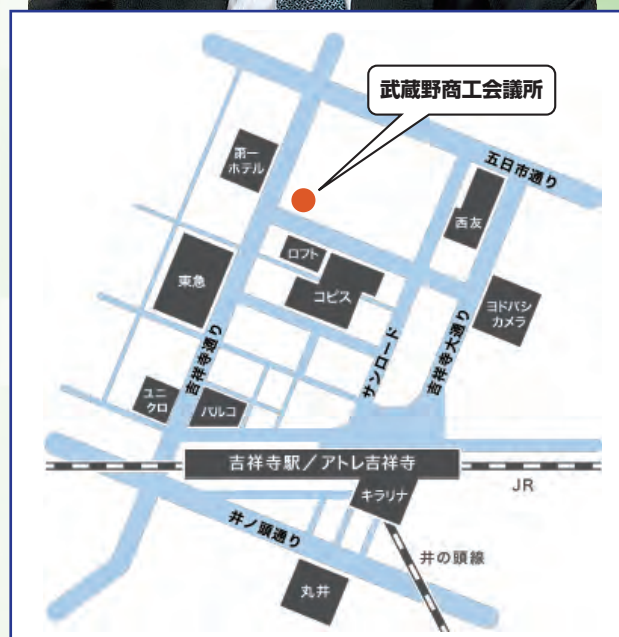 武蔵野商工会議所
五日市通り
第一
ホテル
西友
ロフト
東急
コピス
ヨドバシ
カメラ
吉祥寺通り
サンロード
吉祥寺大通り
ユニ
クロ
パルコ
吉祥寺駅/アトレ吉祥寺
JR
キラリナ
井ノ頭通り
井の頭線
丸井